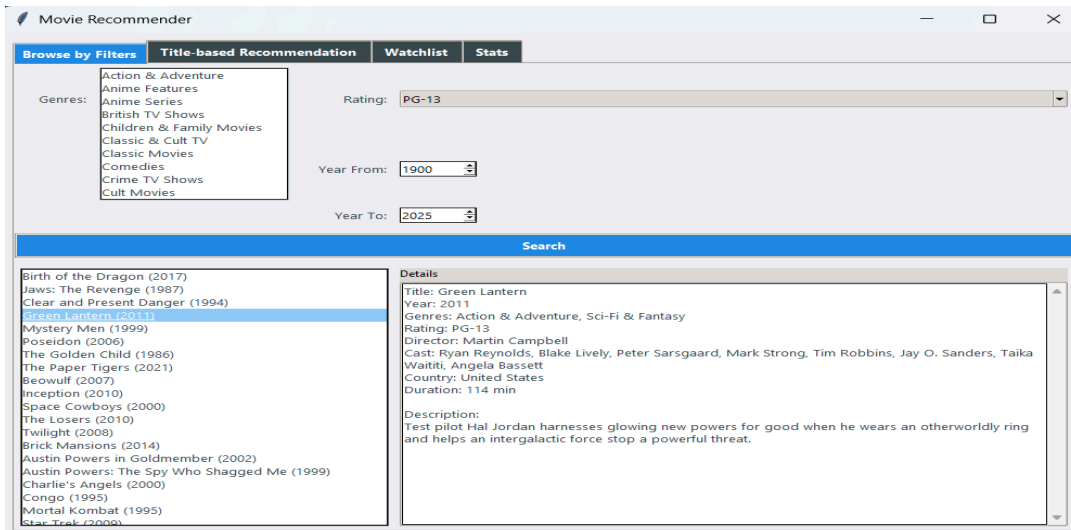 Movie Recommender
Browse by Filters Title-based Recommendation Watchlist Stats
Genres:
Action & Adventure
Anime Features
Anime Series
British TV Shows
Children & Family Movies
Classic & Cult TV
Classic Movies
Comedies
Crime TV Shows
Cult Movies
Rating: PG-13
Year From: 1900
Year To: 2025
Search
Birth of the Dragon (2017)
Jaws: The Revenge (1987)
Clear and Present Danger (1994)
Green Lantern (2011)
Mystery Men (1999)
Poseidon (2006)
The Golden Child (1986)
The Paper Tigers (2021)
Beowulf (2007)
Inception (2010)
Space Cowboys (2000)
The Losers (2010)
Twilight (2008)
Brick Mansions (2014)
Austin Powers in Goldmember (2002)
Austin Powers: The Spy Who Shagged Me (1999)
Charlie's Angels (2000)
Congo (1995)
Mortal Kombat (1995)
Star Trek (2009)
Details
Title: Green Lantern
Year: 2011
Genres: Action & Adventure, Sci-Fi & Fantasy
Rating: PG-13
Director: Martin Campbell
Cast: Ryan Reynolds, Blake Lively, Peter Sarsgaard, Mark Strong, Tim Robbins, Jay O. Sanders, Taika
Waititi, Angela Bassett
Country: United States
Duration: 114 min
Description:
Test pilot Hal Jordan harnesses glowing new powers for good when he wears an otherworldly ring
and helps an intergalactic force stop a powerful threat.